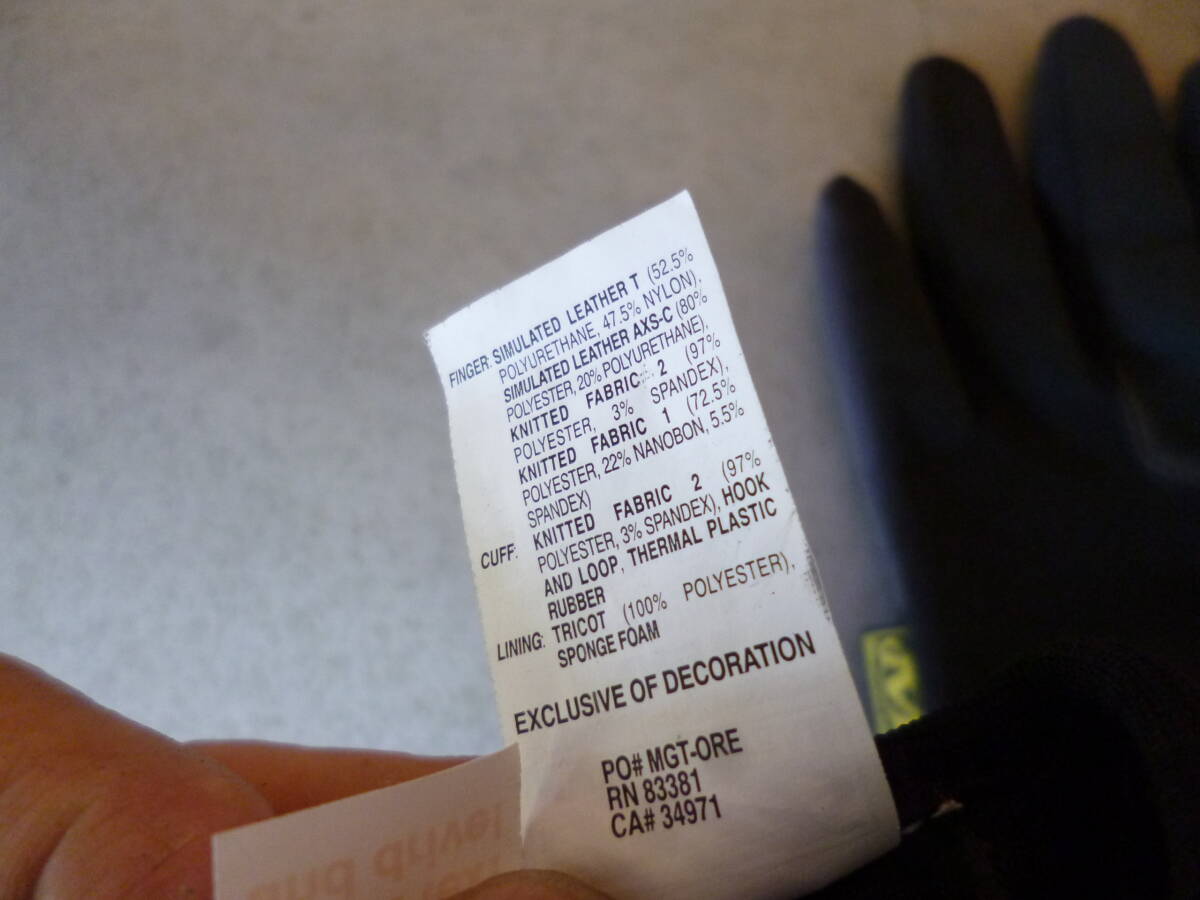 FINGER: SIMULATED LEATHER T (52.5%
POLYURETHANE, 47.5% NYLON),
SIMULATED LEATHER AXS-C (80%
POLYESTER, 20% POLYURETHANE),
KNITTED FABRIC 2 (97%
POLYESTER, 3% SPANDEX),
KNITTED FABRIC 1 (72.5%
POLYESTER, 22% NANOBON, 5.5%
SPANDEX)
CUFF: KNITTED FABRIC 2 (97%
POLYESTER, 3% SPANDEX), HOOK
AND LOOP, THERMAL PLASTIC
RUBBER
LINING: TRICOT (100% POLYESTER),
SPONGE FOAM
EXCLUSIVE OF DECORATION
PO# MGT-ORE
RN 83381
CA# 34971
and drive!